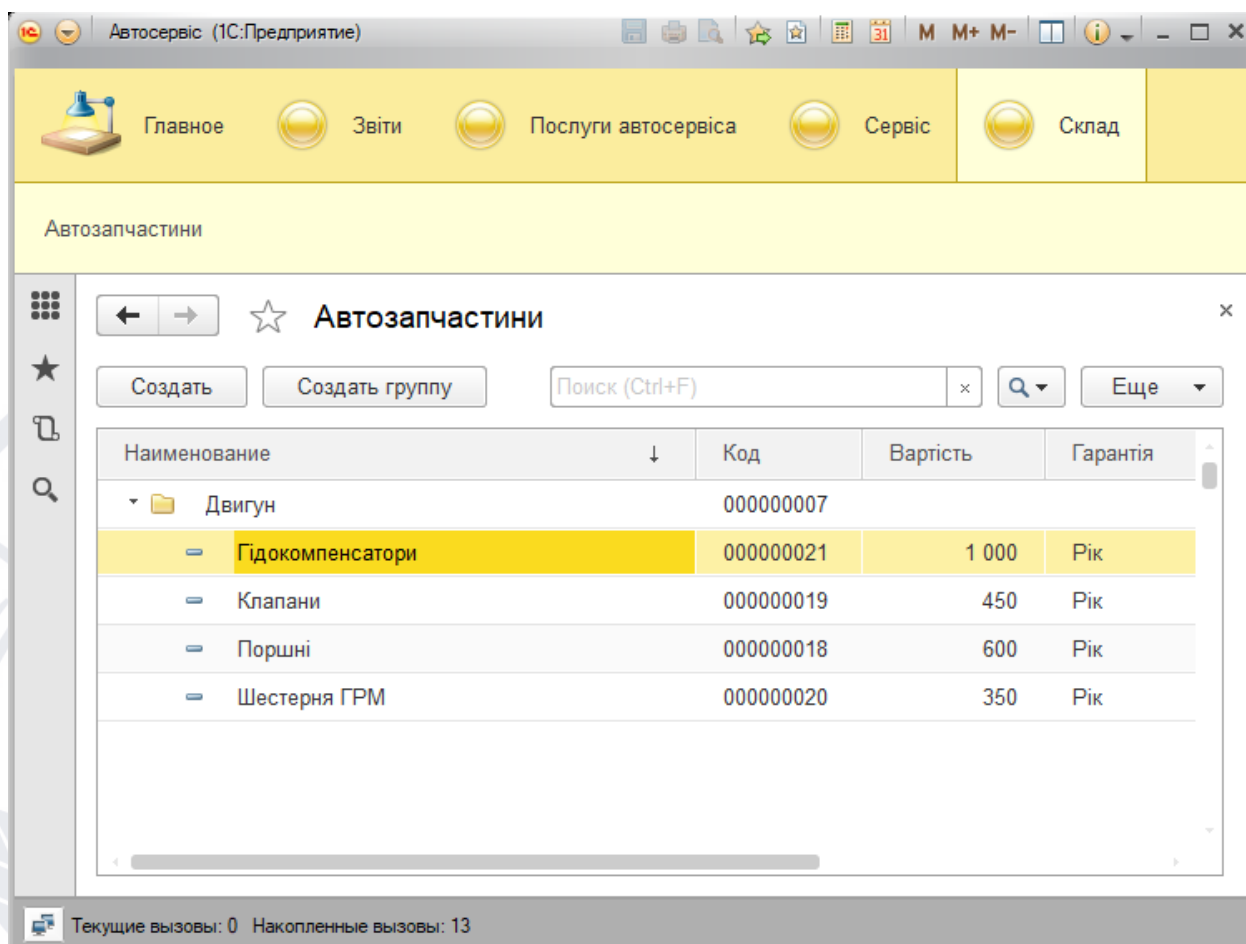 1С Автосервіс (1С:Предприятие) 31 M M+ M-
Главное Звіти Послуги автосервіса Сервіс Склад
Автозапчастини
Автозапчастини
Создать Создать группу Поиск (Ctrl+F) Еще
Наименование Код Вартість Гарантія
Двигун 000000007
Гідокомпенсатори 000000021 1 000 Рік
Клапани 000000019 450 Рік
Поршні 000000018 600 Рік
Шестерня ГРМ 000000020 350 Рік
Текущие вызовы: 0 Накопленные вызовы: 13